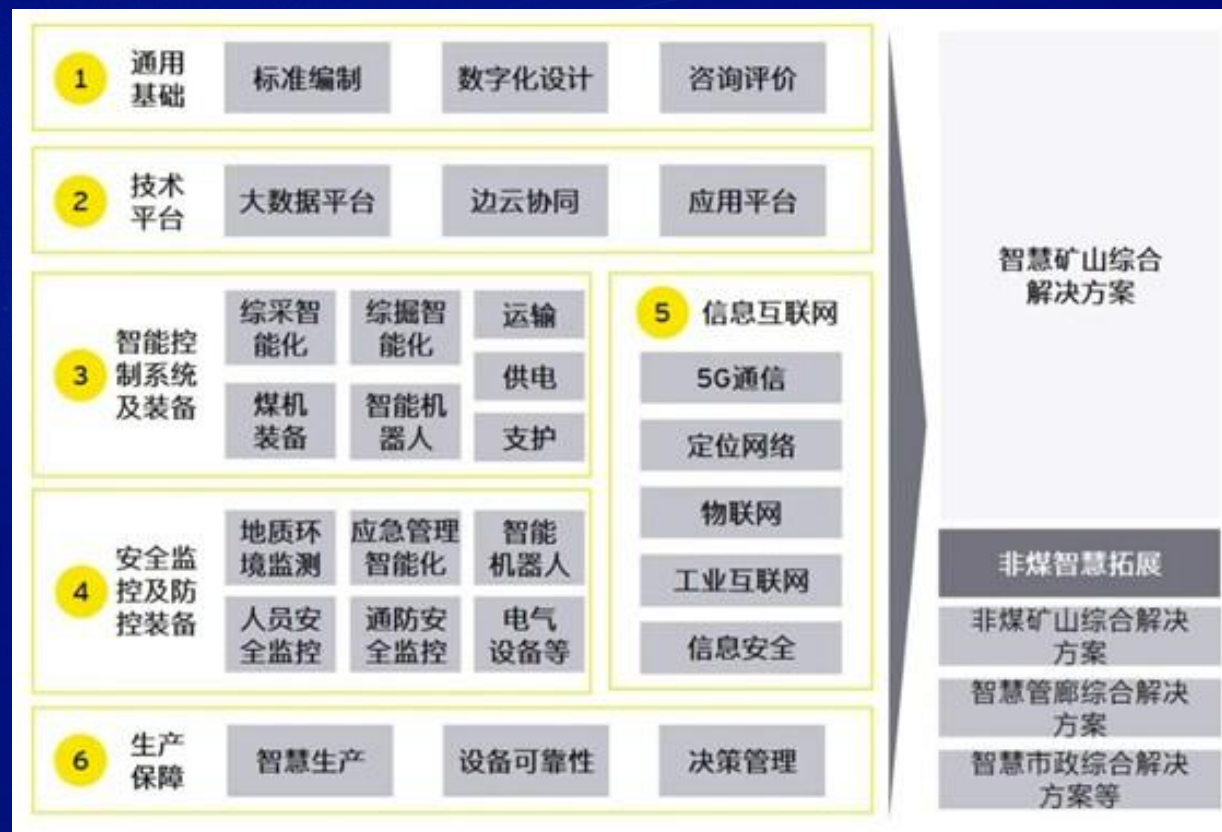 1
通用
基础
标准编制
数字化设计
咨询评价
2
技术
平台
大数据平台
边云协同
应用平台
3
智能控
制系统
及装备
综采智
能化
综掘智
能化
运输
供电
煤机
装备
智能机
器人
支护
4
安全监
控及防
控装备
地质环
境监测
应急管理
智能化
智能
机器人
人员安
全监控
通防安
全监控
电气
设备等
5
信息互联网
5G通信
定位网络
物联网
工业互联网
信息安全
6
生产
保障
智慧生产
设备可靠性
决策管理
智慧矿山综合
解决方案
非煤智慧拓展
非煤矿山综合解决
方案
智慧管廊综合解决
方案
智慧市政综合解决
方案等